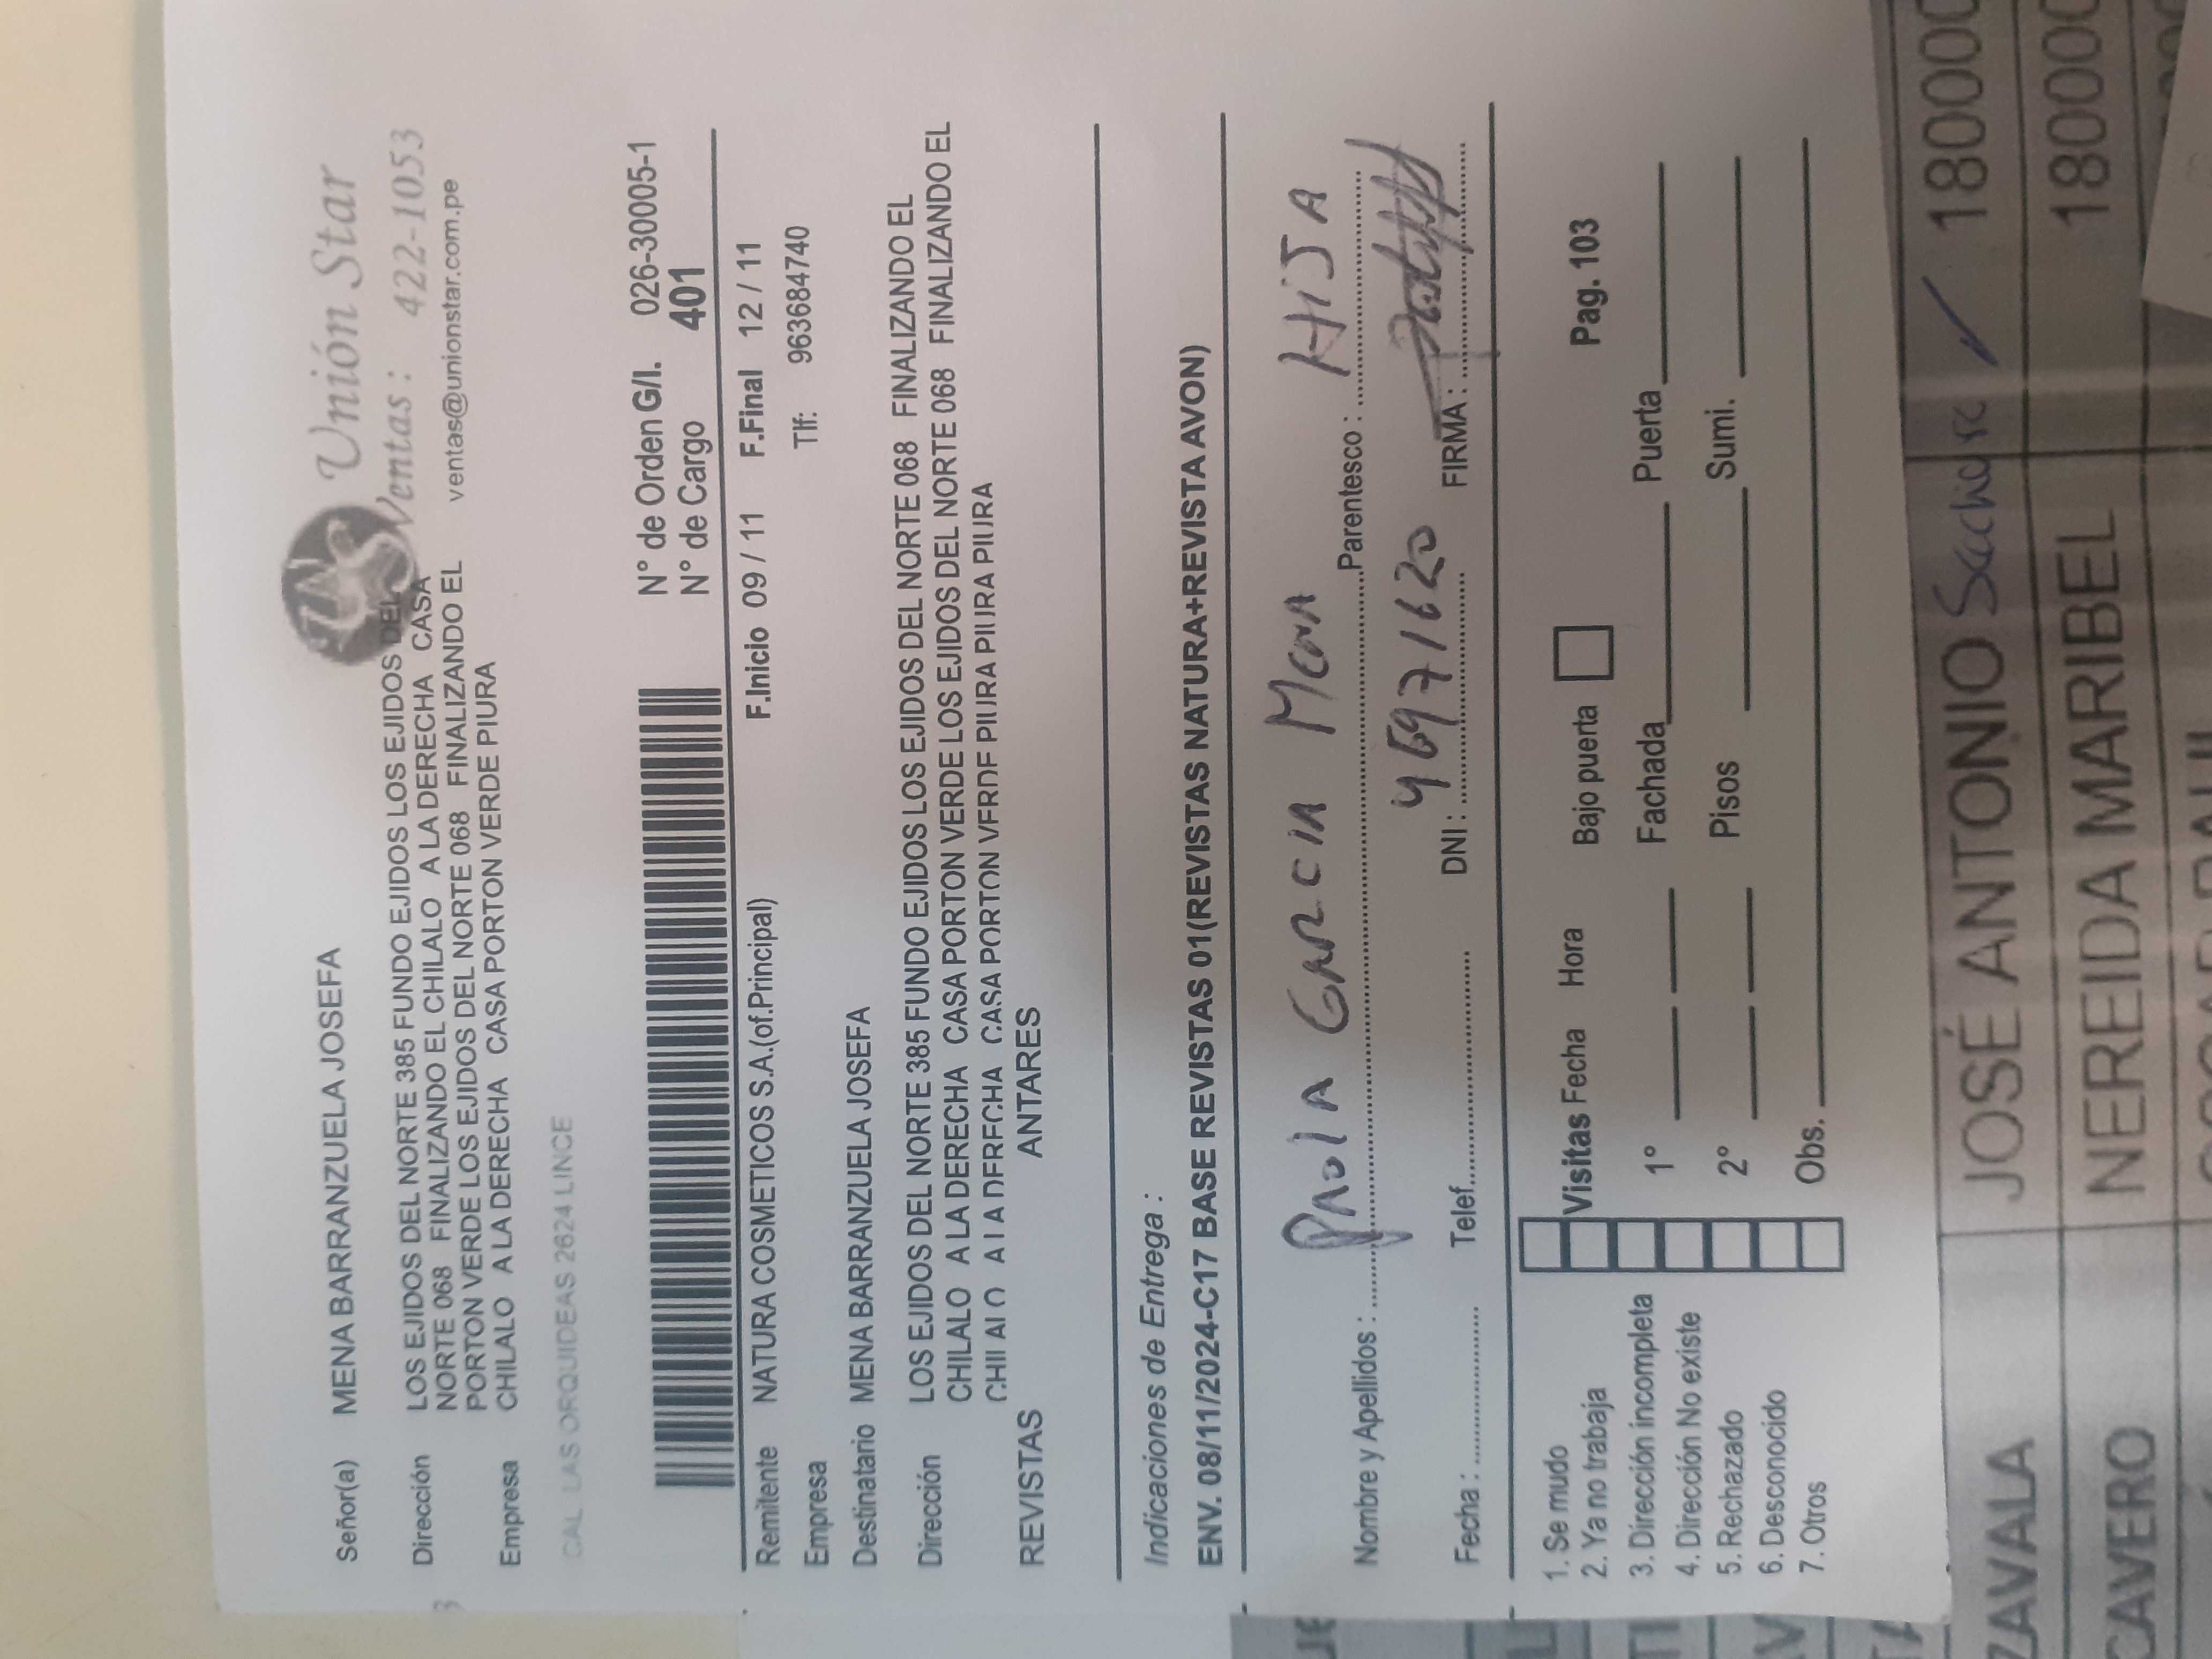 Unión Star
Ventas: 422-1053
ventas@unionstar.com.pe
Señor(a) MENA BARRANZUELA JOSEFA
Dirección LOS EJIDOS DEL NORTE 385 FUNDO EJIDOS LOS EJIDOS DEL
NORTE 068 FINALIZANDO EL CHILALO A LA DERECHA CASA
PORTON VERDE LOS EJIDOS DEL NORTE 068 FINALIZANDO EL
Empresa CHILALO A LA DERECHA CASA PORTON VERDE PIURA
CAL LAS ORQUIDEAS 2624 LINCE
N° de Orden G/I. 026-30005-1
N° de Cargo 401
F.Inicio 09 / 11 F.Final 12 / 11
Remitente NATURA COSMETICOS S.A.(of.Principal)
Tlf: 963684740
Empresa
Destinatario MENA BARRANZUELA JOSEFA
Dirección LOS EJIDOS DEL NORTE 385 FUNDO EJIDOS LOS EJIDOS DEL NORTE 068 FINALIZANDO EL
CHILALO A LA DERECHA CASA PORTON VERDE LOS EJIDOS DEL NORTE 068 FINALIZANDO EL
CHILALO A LA DERECHA CASA PORTON VERDE PIURA PIURA PIURA
REVISTAS ANTARES
Indicaciones de Entrega :
ENV. 08/11/2024-C17 BASE REVISTAS 01(REVISTAS NATURA+REVISTA AVON)
Nombre y Apellidos : Paola Garcia Mena Parentesco : HIJA
Fecha : Telef. DNI : 46971620 FIRMA :
1. Se mudo
2. Ya no trabaja
3. Dirección incompleta
4. Dirección No existe
5. Rechazado
6. Desconocido
7. Otros
Visitas Fecha Hora Bajo puerta Pag. 103
1° Fachada Puerta
2° Pisos Sumi.
Obs.
ZAVALA JOSÉ ANTONIO 180000
CAVERO NEREIDA MARIBEL 180000